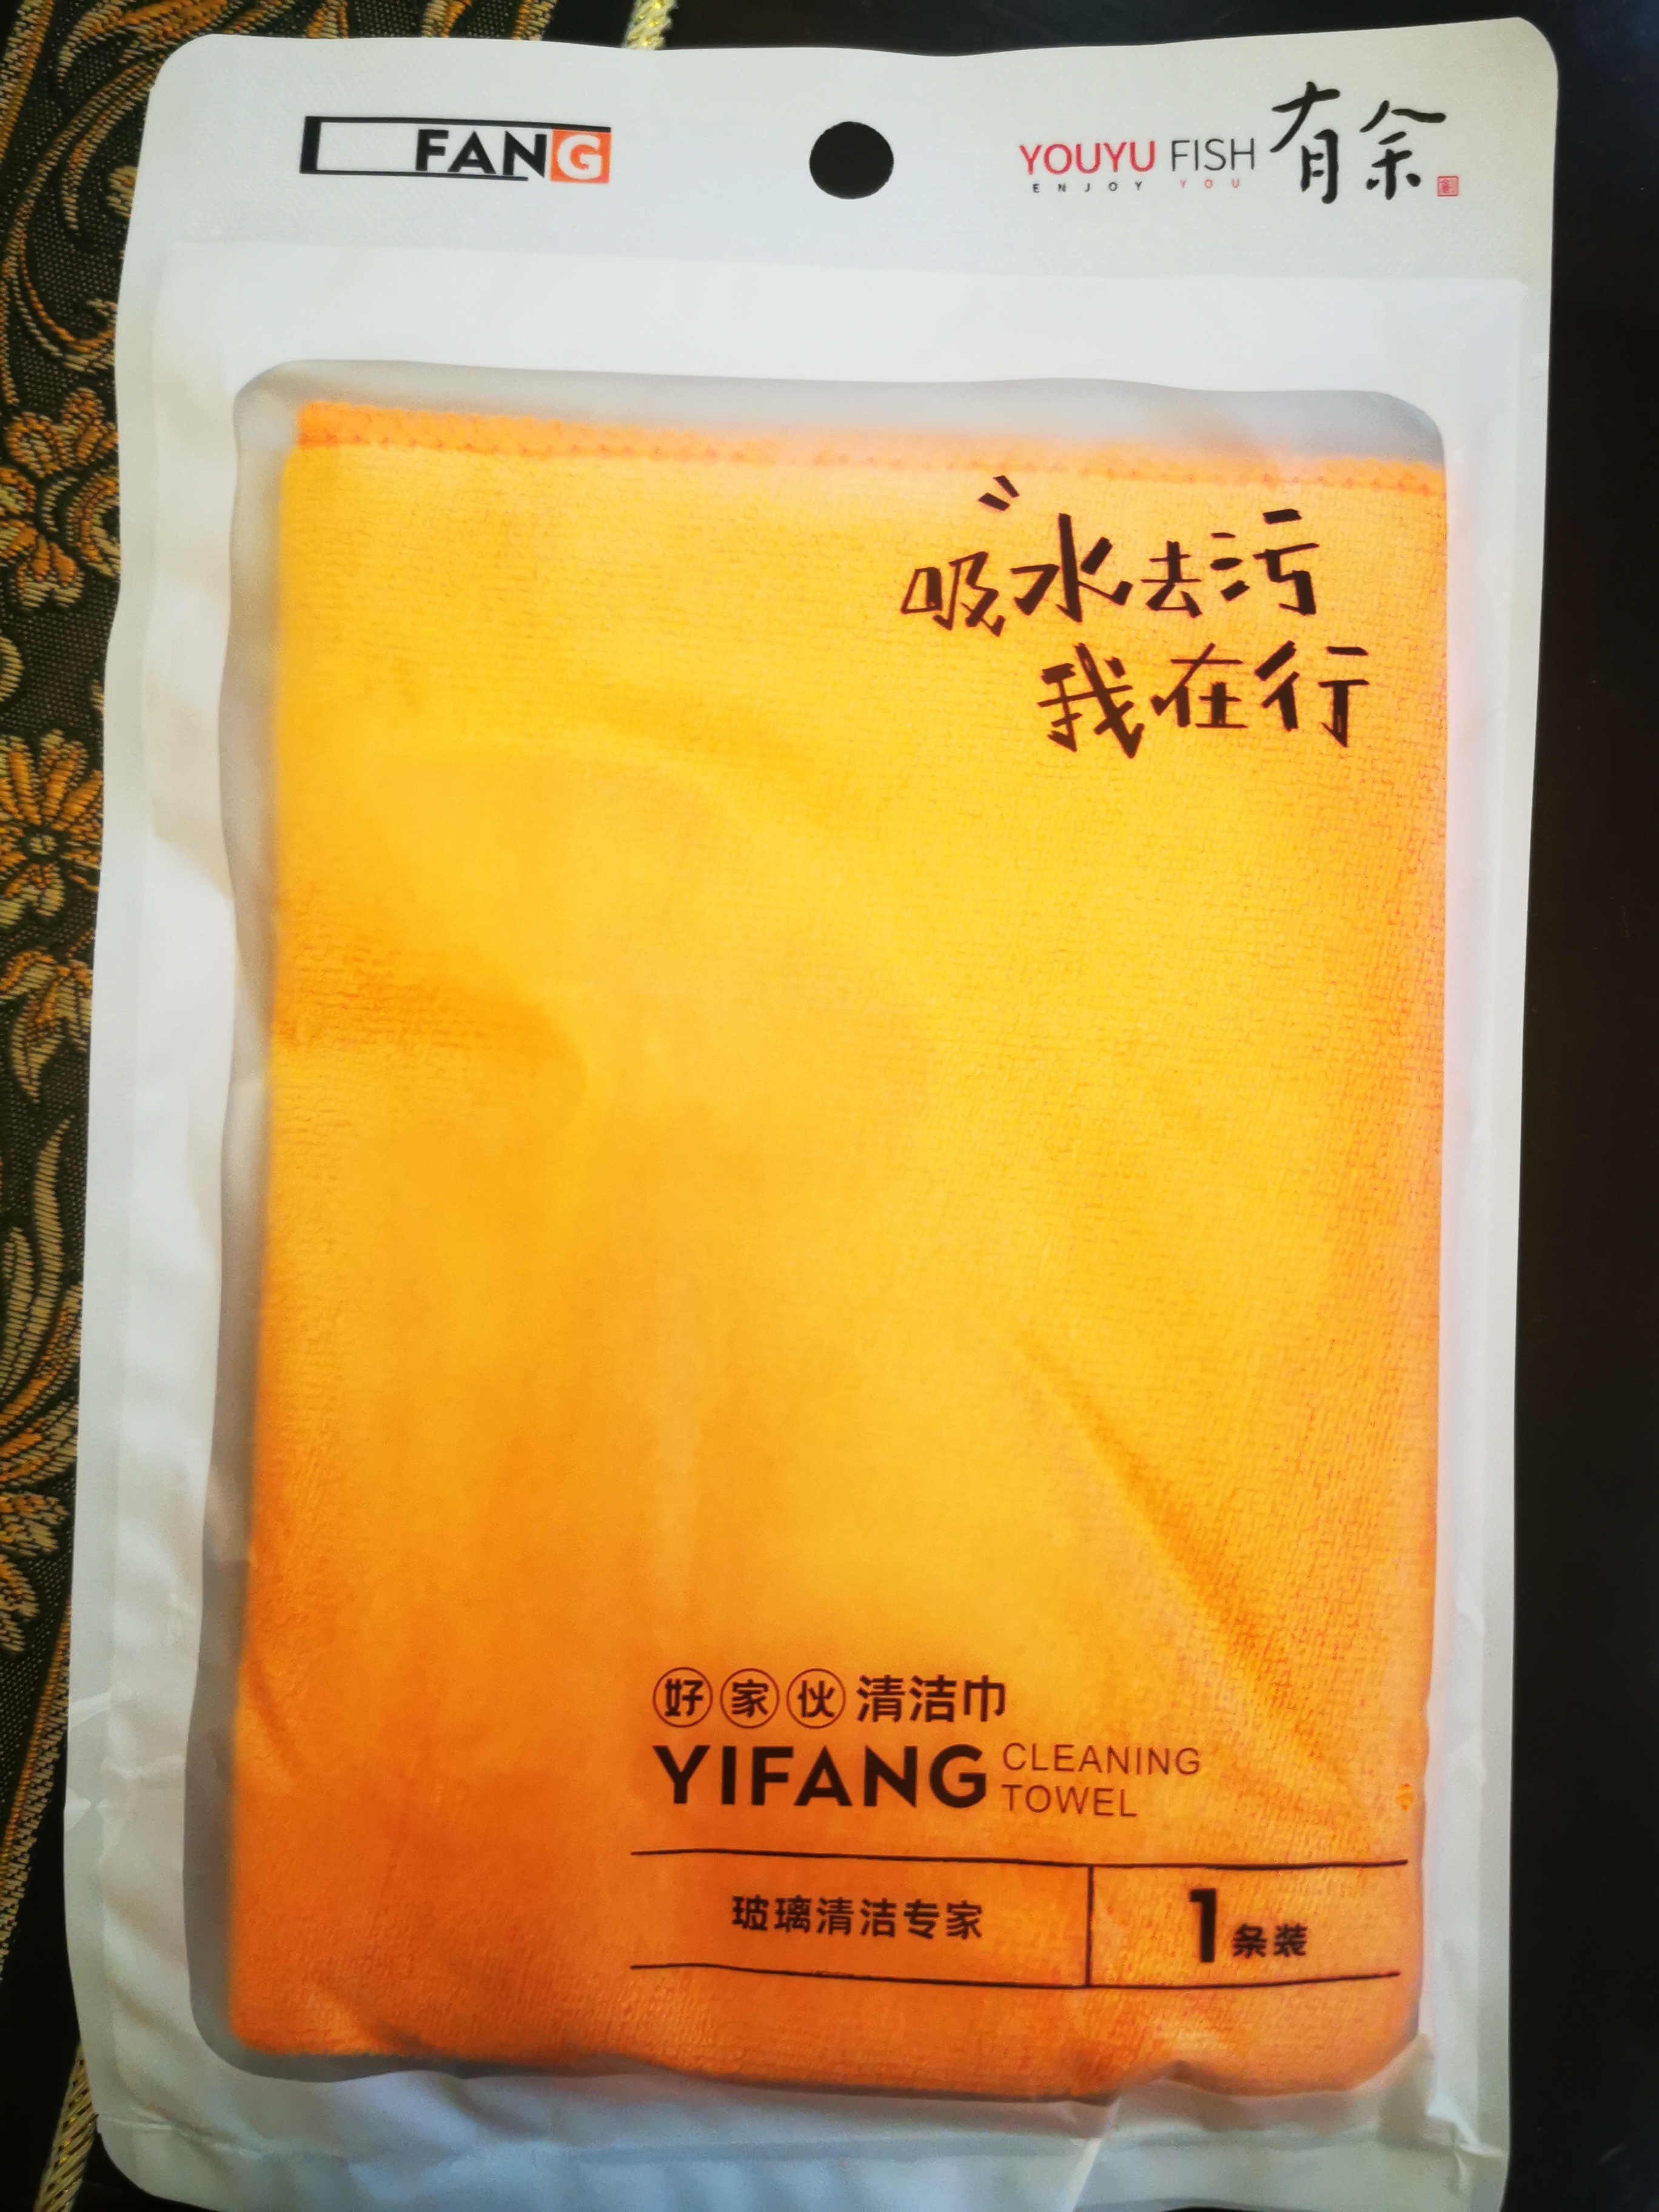 FANG
YOUYU FISH 有余
ENJOY YOU
吸水去污
我在行
好家伙清洁巾
YIFANG CLEANING
TOWEL
玻璃清洁专家 1条装